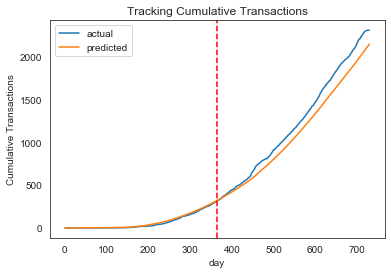 Tracking Cumulative Transactions
actual
predicted
Cumulative Transactions
2000
1500
1000
500
0
0 100 200 300 400 500 600 700
day